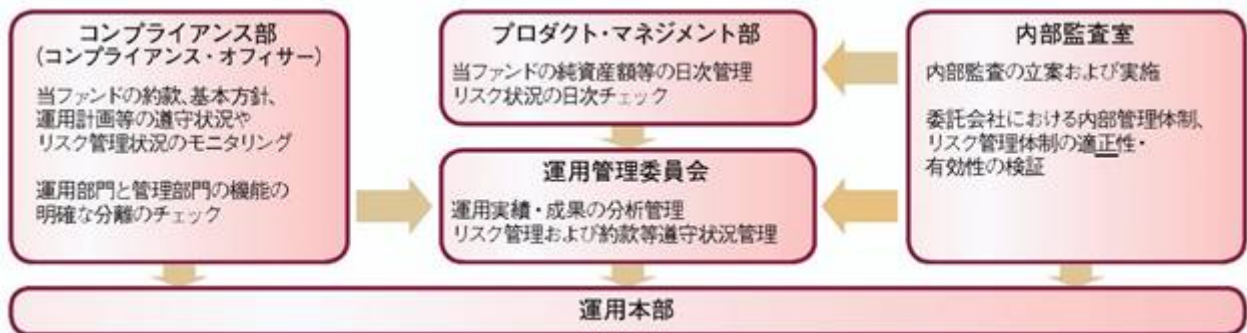 コンプライアンス部
(コンプライアンス・オフィサー)
当ファンドの約款、基本方針、
運用計画等の遵守状況や
リスク管理状況のモニタリング
運用部門と管理部門の機能の
明確な分離のチェック
プロダクト・マネジメント部
当ファンドの純資産額等の日次管理
リスク状況の日次チェック
運用管理委員会
運用実績・成果の分析管理
リスク管理および約款等遵守状況管理
内部監査室
内部監査の立案および実施
委託会社における内部管理体制、
リスク管理体制の適正性・
有効性の検証
運用本部